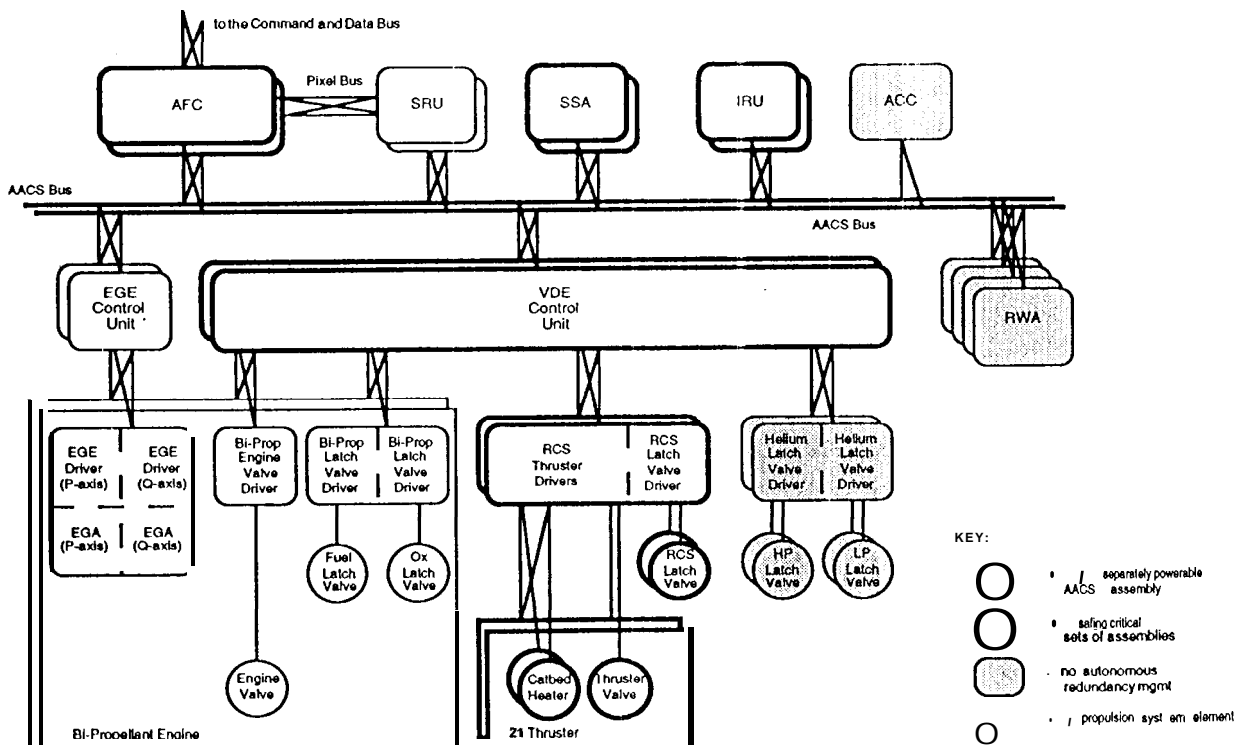 to the Command and Data Bus
Pixel Bus
AFC
SRU
SSA
IRU
ACC
AACS Bus
AACS Bus
EGE
Control
Unit
VDE
Control
Unit
RWA
EGE
Driver
(P-axis)
EGE
Driver
(Q-axis)
EGA
(P-axis)
EGA
(Q-axis)
Bi-Prop
Engine
Valve
Driver
Bi-Prop
Latch
Valve
Driver
Bi-Prop
Latch
Valve
Driver
RCS
Thruster
Drivers
RCS
Latch
Valve
Driver
Helium
Latch
Valve
Driver
Helium
Latch
Valve
Driver
Fuel
Latch
Valve
Ox
Latch
Valve
RCS
Latch
Valve
HP
Latch
Valve
LP
Latch
Valve
Engine
Valve
Catbed
Heater
Thruster
Valve
Bi-Propellant Engine
21 Thruster
KEY:
separately powerable
AACS assembly
safing critical
sets of assemblies
no autonomous
redundancy mgmt
propulsion syst em element